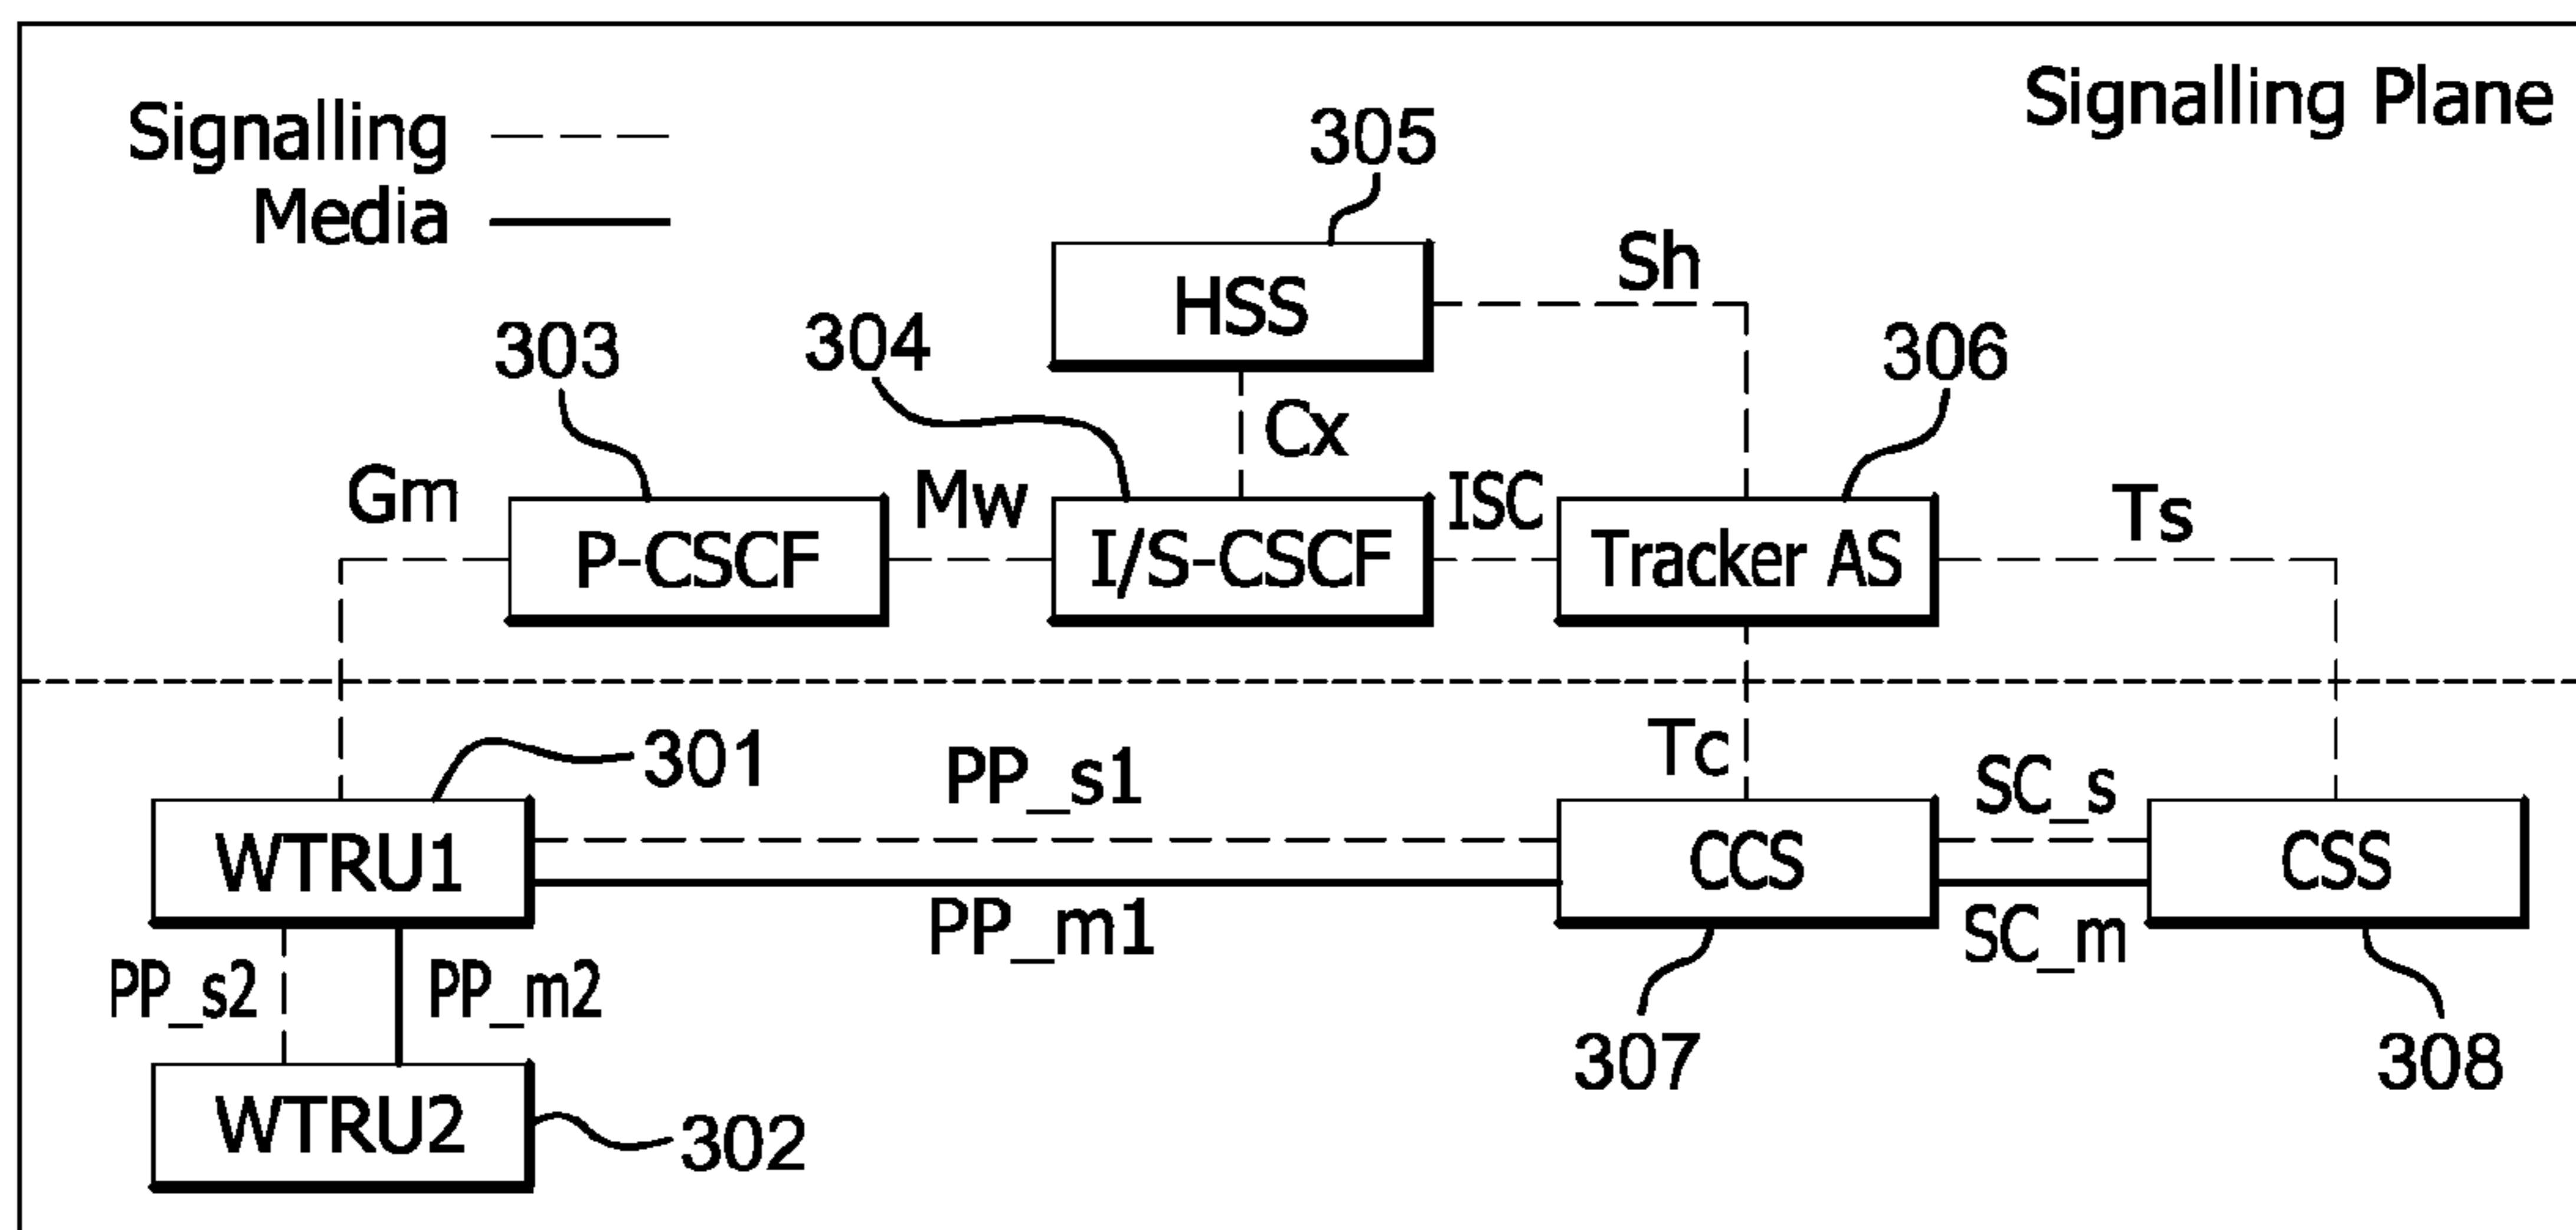 Signalling Plane
Signalling
Media
305
HSS
Sh
303
304
306
Cx
Gm
Mw
ISC
Ts
P-CSCF
I/S-CSCF
Tracker AS
301
PP_s1
Tc
SC_s
WTRU1
CCS
CSS
PP_m1
SC_m
PP_s2
PP_m2
307
308
WTRU2
302